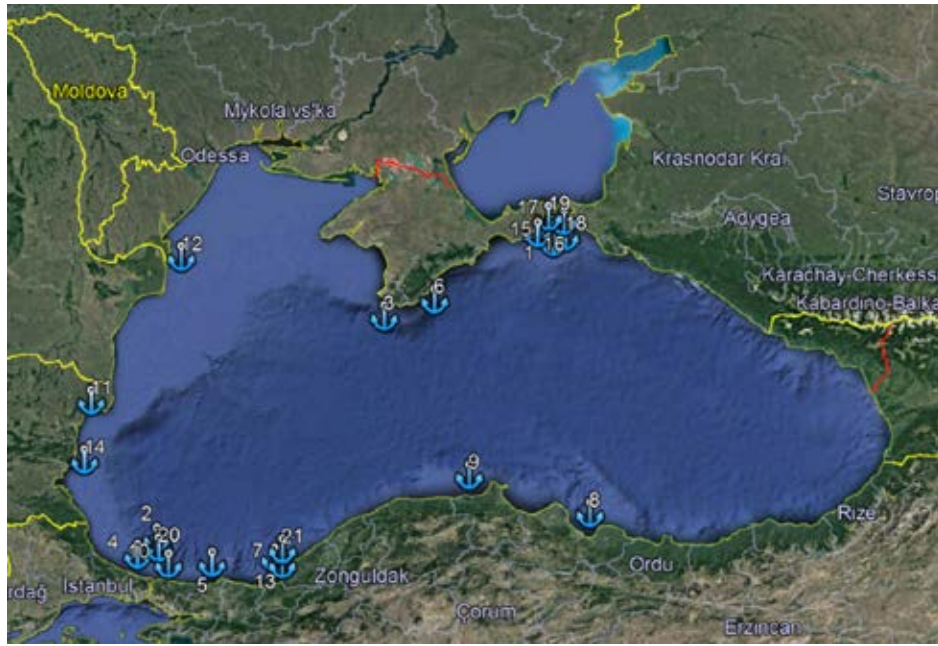 Moldova
Mykolaivs'ka
Odessa
Krasnodar Krai
Stavrop
Adygea
Karachay-Cherkess
Kabardino-Balka
17
19
15
18
16
1
12
6
3
11
14
9
8
2
20
4
5
7
21
13
Rize
Ordu
Zonguldak
Istanbul
rdağ
Çorum
Erzincan